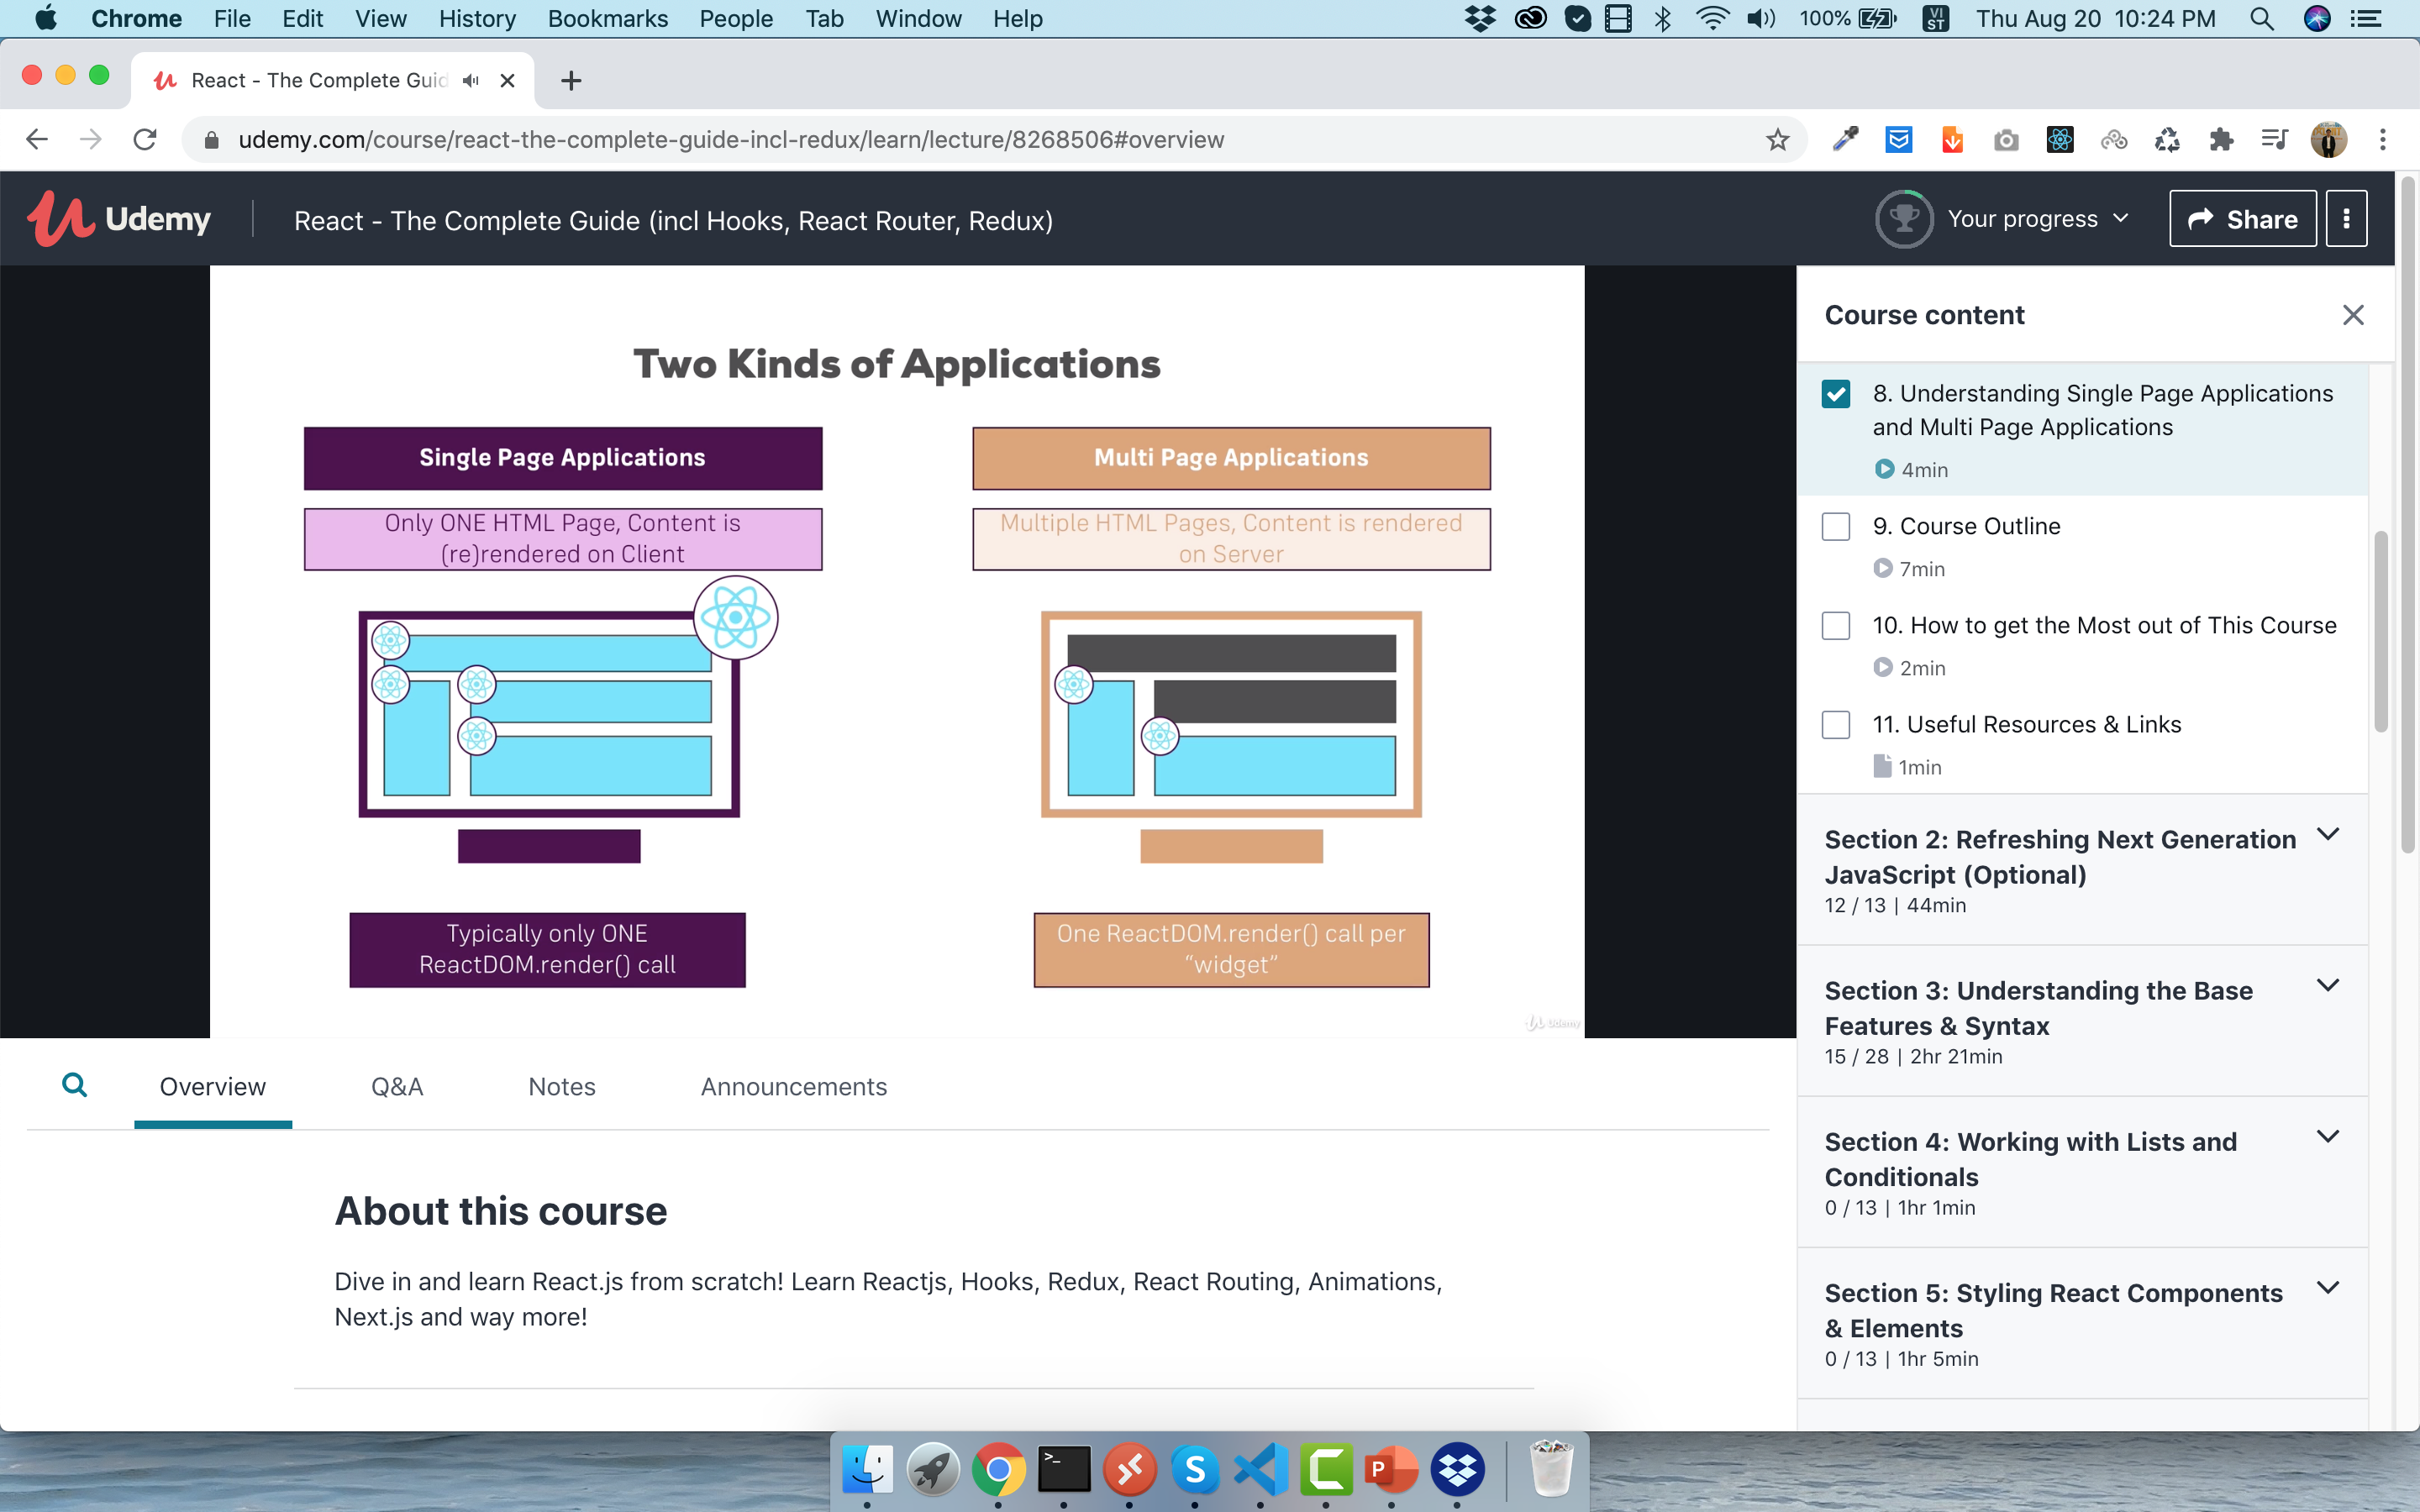 Chrome File Edit View History Bookmarks People Tab Window Help
100% VI ST Thu Aug 20 10:24 PM
React - The Complete Guid
udemy.com/course/react-the-complete-guide-incl-redux/learn/lecture/8268506#overview
Udemy React - The Complete Guide (incl Hooks, React Router, Redux)
Your progress Share
Two Kinds of Applications
Single Page Applications
Only ONE HTML Page, Content is
(re)rendered on Client
Typically only ONE
ReactDOM.render() call
Multi Page Applications
Multiple HTML Pages, Content is rendered
on Server
One ReactDOM.render() call per
“widget”
Udemy
Course content
8. Understanding Single Page Applications
and Multi Page Applications
4min
9. Course Outline
7min
10. How to get the Most out of This Course
2min
11. Useful Resources & Links
1min
Section 2: Refreshing Next Generation
JavaScript (Optional)
12 / 13 | 44min
Section 3: Understanding the Base
Features & Syntax
15 / 28 | 2hr 21min
Section 4: Working with Lists and
Conditionals
0 / 13 | 1hr 1min
Section 5: Styling React Components
& Elements
0 / 13 | 1hr 5min
Overview Q&A Notes Announcements
About this course
Dive in and learn React.js from scratch! Learn Reactjs, Hooks, Redux, React Routing, Animations,
Next.js and way more!